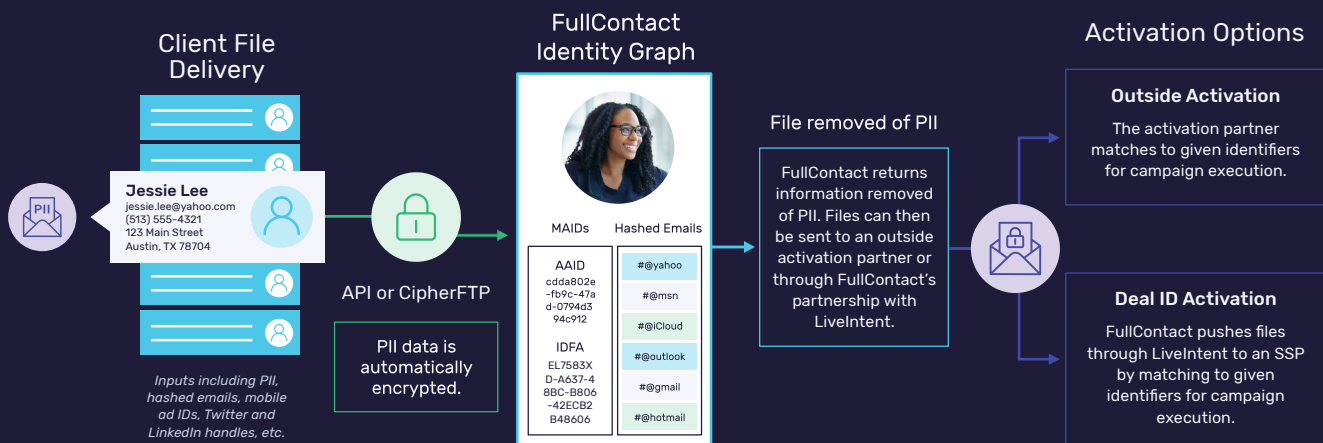 Client File
Delivery
PII
Jessie Lee
jessie.lee@yahoo.com
(513) 555-4321
123 Main Street
Austin, TX 78704
Inputs including PII,
hashed emails, mobile
ad IDs, Twitter and
LinkedIn handles, etc.
API or CipherFTP
PII data is
automatically
encrypted.
FullContact
Identity Graph
MAIDs
AAID
cdda802e
-fb9c-47a
d-0794d3
94c912
IDFA
EL7583X
D-A637-4
8BC-B806
-42ECB2
B48606
Hashed Emails
#@yahoo
#@msn
#@iCloud
#@outlook
#@gmail
#@hotmail
File removed of PII
FullContact returns
information removed
of PII. Files can then
be sent to an outside
activation partner or
through FullContact's
partnership with
LiveIntent.
Activation Options
Outside Activation
The activation partner
matches to given identifiers
for campaign execution.
Deal ID Activation
FullContact pushes files
through LiveIntent to an SSP
by matching to given
identifiers for campaign
execution.